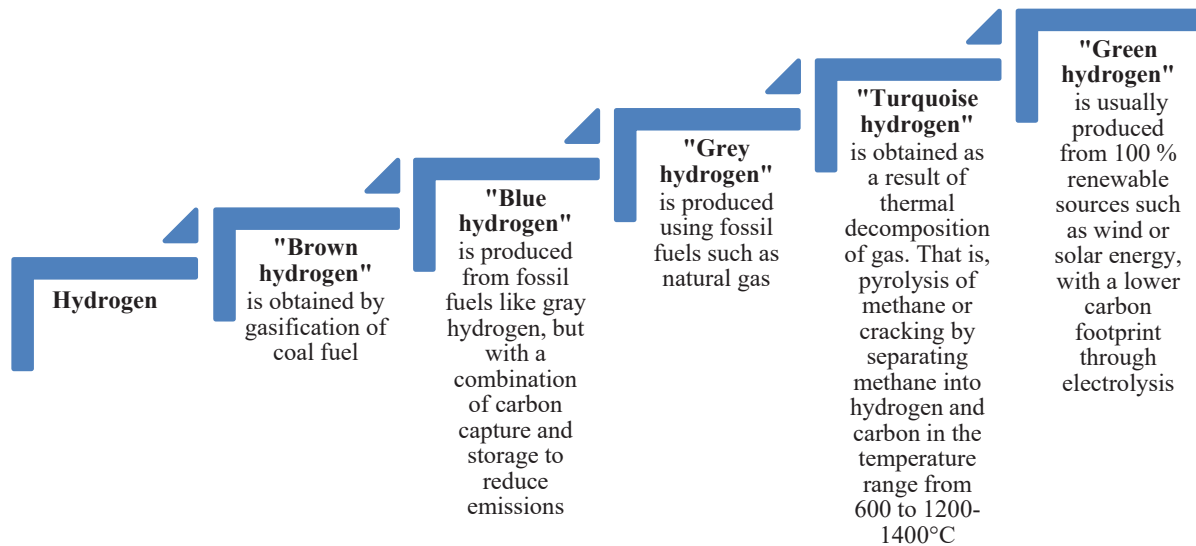 Hydrogen
"Brown
hydrogen"
is obtained by
gasification of
coal fuel
"Blue
hydrogen"
is produced
from fossil
fuels like gray
hydrogen, but
with a
combination
of carbon
capture and
storage to
reduce
emissions
"Grey
hydrogen"
is produced
using fossil
fuels such as
natural gas
"Turquoise
hydrogen"
is obtained as
a result of
thermal
decomposition
of gas. That is,
pyrolysis of
methane or
cracking by
separating
methane into
hydrogen and
carbon in the
temperature
range from
600 to 1200-
1400°C
"Green
hydrogen"
is usually
produced
from 100 %
renewable
sources such
as wind or
solar energy,
with a lower
carbon
footprint
through
electrolysis